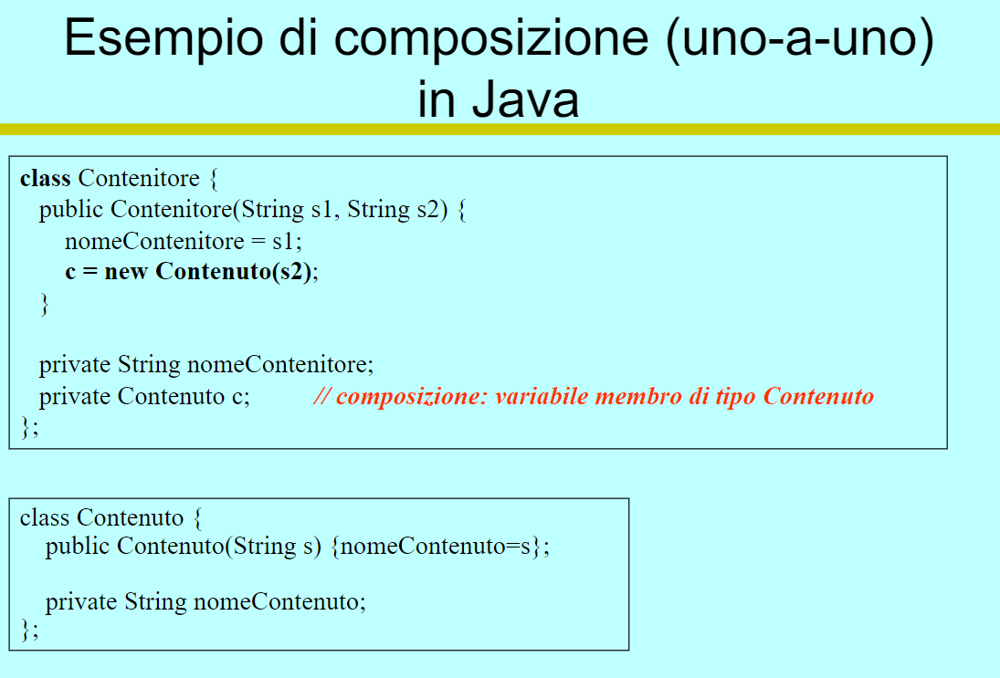 Esempio di composizione (uno-a-uno)
in Java
class Contenitore {
public Contenitore(String s1, String s2) {
nomeContenitore = s1;
c = new Contenuto(s2);
}
private String nomeContenitore;
private Contenuto c; // composizione: variabile membro di tipo Contenuto
};
class Contenuto {
public Contenuto(String s) {nomeContenuto=s};
private String nomeContenuto;
};